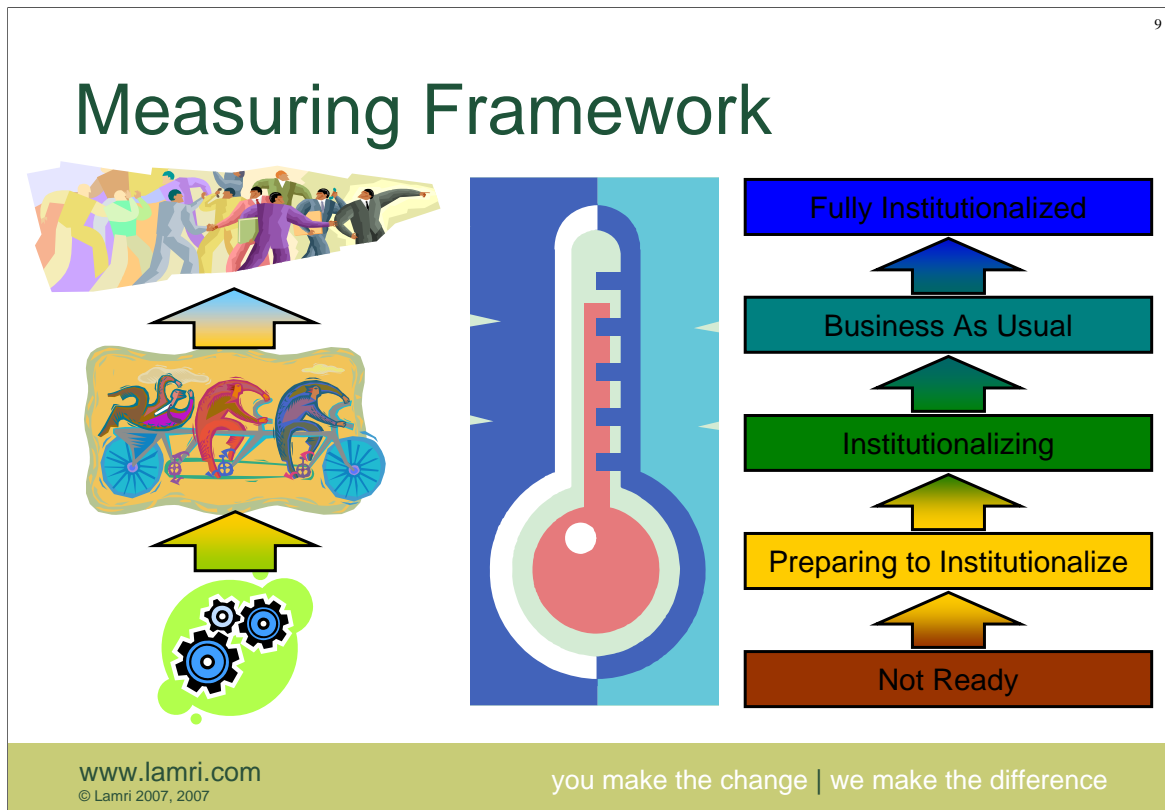 9
Measuring Framework
Fully Institutionalized
Business As Usual
Institutionalizing
Preparing to Institutionalize
Not Ready
www.lamri.com
© Lamri 2007, 2007
you make the change | we make the difference